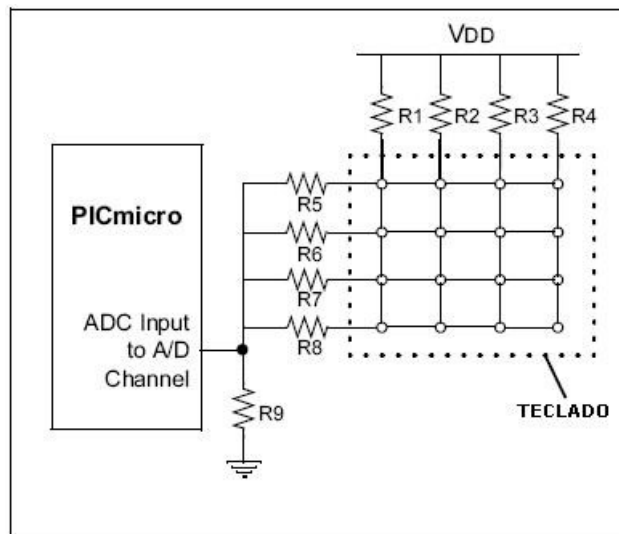 VDD
R1
R2
R3
R4
R5
R6
R7
R8
PICmicro
ADC Input
to A/D
Channel
R9
TECLADO